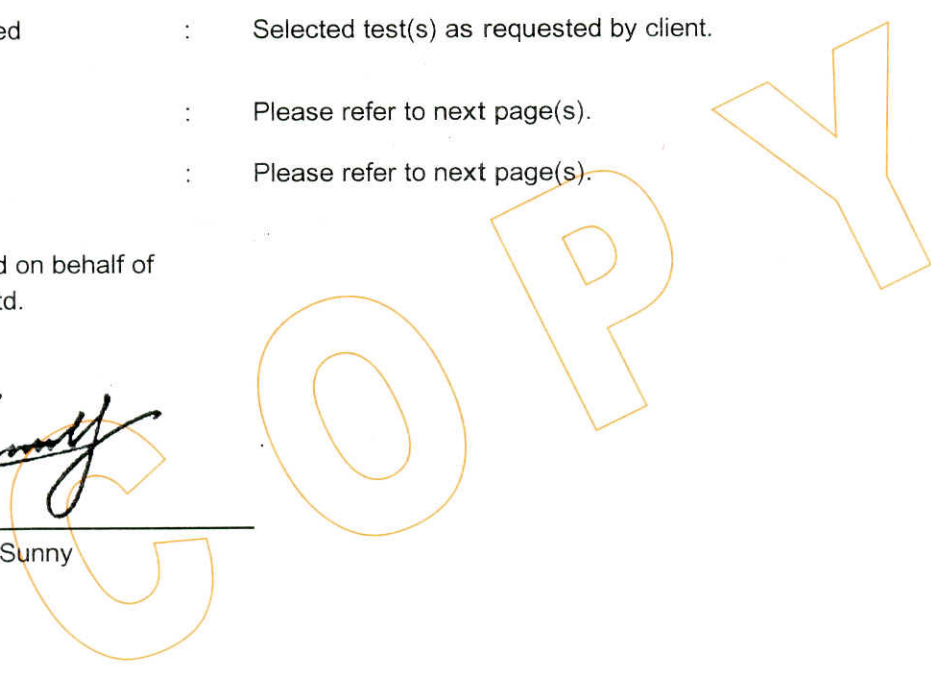 ed : Selected test(s) as requested by client.
: Please refer to next page(s).
: Please refer to next page(s).
d on behalf of
td.
Sunny
COPY